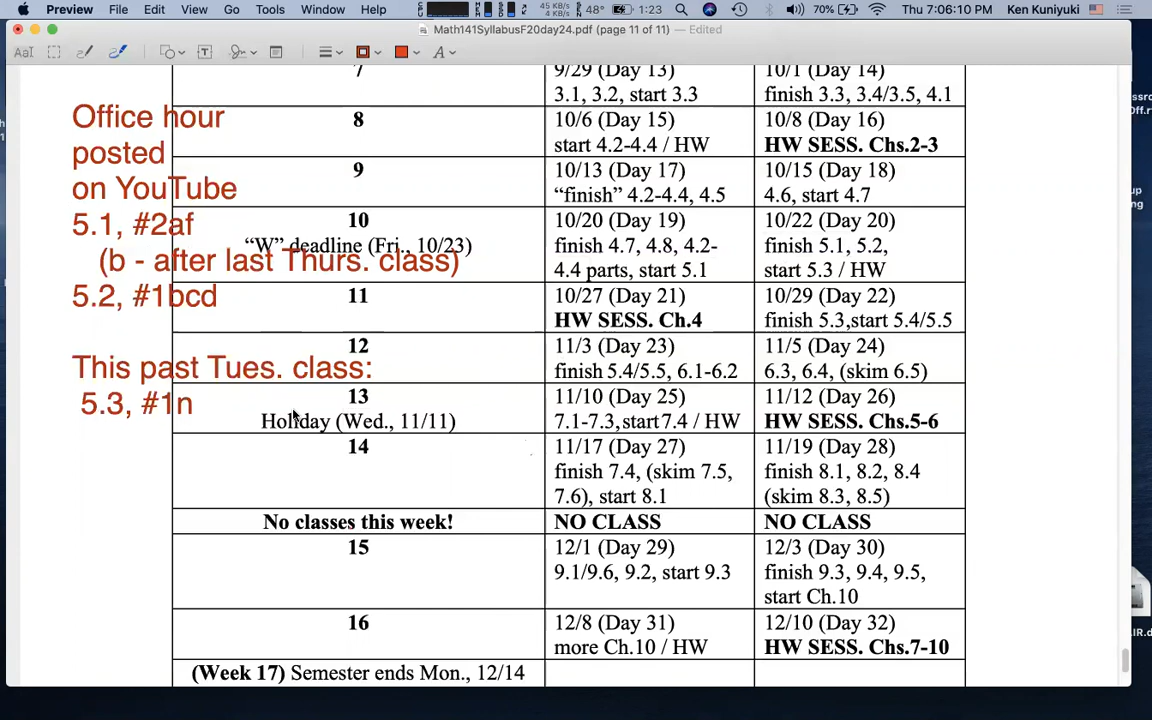 Preview File Edit View Go Tools Window Help 45 KB/s 4 KB/s 48° 1:23 70% Thu 7:06:10 PM Ken Kuniyuki
Math141SyllabusF20day24.pdf (page 11 of 11) — Edited
7
9/29 (Day 13)
3.1, 3.2, start 3.3
10/1 (Day 14)
finish 3.3, 3.4/3.5, 4.1
8
10/6 (Day 15)
start 4.2-4.4 / HW
10/8 (Day 16)
HW SESS. Chs.2-3
9
10/13 (Day 17)
“finish” 4.2-4.4, 4.5
10/15 (Day 18)
4.6, start 4.7
10
“W” deadline (Fri., 10/23)
10/20 (Day 19)
finish 4.7, 4.8, 4.2-
4.4 parts, start 5.1
10/22 (Day 20)
finish 5.1, 5.2,
start 5.3 / HW
11
10/27 (Day 21)
HW SESS. Ch.4
10/29 (Day 22)
finish 5.3,start 5.4/5.5
12
11/3 (Day 23)
finish 5.4/5.5, 6.1-6.2
11/5 (Day 24)
6.3, 6.4, (skim 6.5)
13
Holiday (Wed., 11/11)
11/10 (Day 25)
7.1-7.3,start7.4 / HW
11/12 (Day 26)
HW SESS. Chs.5-6
14
11/17 (Day 27)
finish 7.4, (skim 7.5,
7.6), start 8.1
11/19 (Day 28)
finish 8.1, 8.2, 8.4
(skim 8.3, 8.5)
No classes this week!
NO CLASS
NO CLASS
15
12/1 (Day 29)
9.1/9.6, 9.2, start 9.3
12/3 (Day 30)
finish 9.3, 9.4, 9.5,
start Ch.10
16
12/8 (Day 31)
more Ch.10 / HW
12/10 (Day 32)
HW SESS. Chs.7-10
(Week 17) Semester ends Mon., 12/14
Office hour
posted
on YouTube
5.1, #2af
(b - after last Thurs. class)
5.2, #1bcd
This past Tues. class:
5.3, #1n